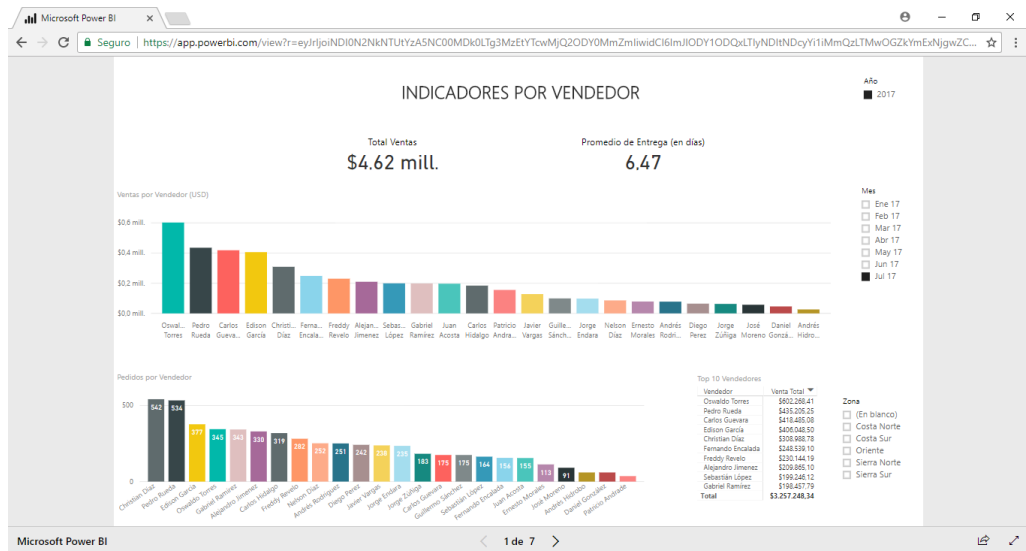 Microsoft Power BI
Seguro | https://app.powerbi.com/view?r=
INDICADORES POR VENDEDOR
Año
2017
Total Ventas
$4.62 mill.
Promedio de Entrega (en días)
6,47
Ventas por Vendedor (USD)
$0,6 mill.
$0,4 mill.
$0,2 mill.
$0,0 mill.
Oswal... Pedro Carlos Edison Christi... Ferna... Freddy Alejan... Sebas... Gabriel Juan Carlos Patricio Javier Guille... Jorge Nelson Ernesto Andrés Diego Jorge José Daniel Andrés
Torres Rueda Gueva... García Díaz Encala... Revelo Jimenez López Ramírez Acosta Hidalgo Andra... Vargas Sánch... Endara Díaz Morales Rodri... Perez Zúñiga Moreno Gonzá... Hidro...
Mes
Ene 17
Feb 17
Mar 17
Abr 17
May 17
Jun 17
Jul 17
Pedidos por Vendedor
500
0
542 534 377 345 343 330 319 282 252 251 242 238 235 183 175 175 164 156 155 113 91
Christian Díaz
Pedro Rueda
Edison García
Oswaldo Torres
Gabriel Ramírez
Alejandro Jimenez
Carlos Hidalgo
Freddy Revelo
Nelson Díaz
Andrés Rodríguez
Diego Perez
Javier Vargas
Jorge Endara
Jorge Zúñiga
Carlos Guevara
Guillermo Sánchez
Sebastián López
Fernando Encalada
Juan Acosta
Ernesto Morales
José Moreno
Andrés Hidrobo
Daniel González
Patricio Andrade
Top 10 Vendedores
Vendedor Venta Total
Oswaldo Torres $602.268,41
Pedro Rueda $435.205,25
Carlos Guevara $418.485,08
Edison García $406.048,50
Christian Díaz $308.988,78
Fernando Encalada $248.539,10
Freddy Revelo $230.144,19
Alejandro Jimenez $209.865,10
Sebastián López $199.246,12
Gabriel Ramírez $198.457,79
Total $3.257.248,34
Zona
(En blanco)
Costa Norte
Costa Sur
Oriente
Sierra Norte
Sierra Sur
Microsoft Power BI
1 de 7